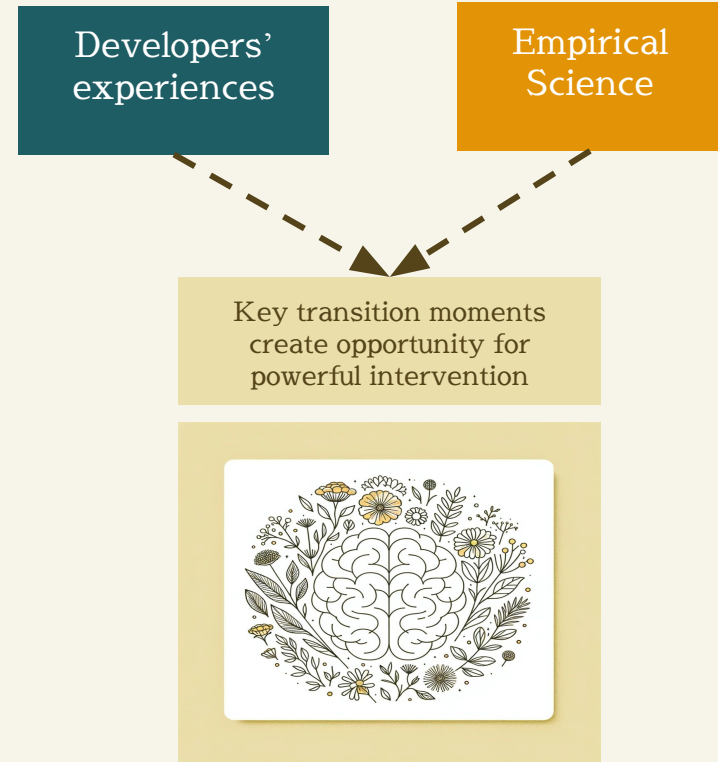 Developers’
experiences
Empirical
Science
Key transition moments
create opportunity for
powerful intervention